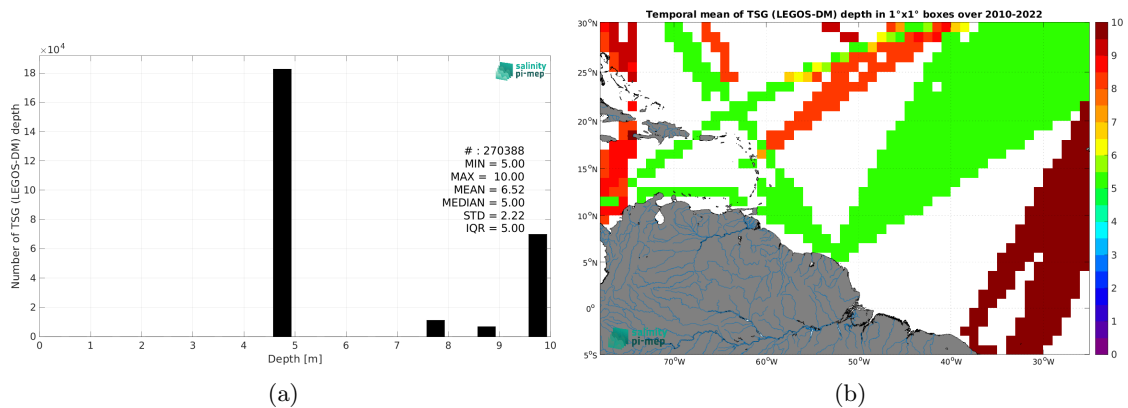 ×10⁴
18
16
14
12
10
8
6
4
2
0
Number of TSG (LEGOS-DM) depth
salinity
pi-mep
# : 270388
MIN = 5.00
MAX = 10.00
MEAN = 6.52
MEDIAN = 5.00
STD = 2.22
IQR = 5.00
0 1 2 3 4 5 6 7 8 9 10
Depth [m]
(a)
Temporal mean of TSG (LEGOS-DM) depth in 1°x1° boxes over 2010-2022
30°N
25°N
20°N
15°N
10°N
5°N
0°
5°S
salinity
pi-mep
70°W 60°W 50°W 40°W 30°W
10
9
8
7
6
5
4
3
2
1
0
(b)